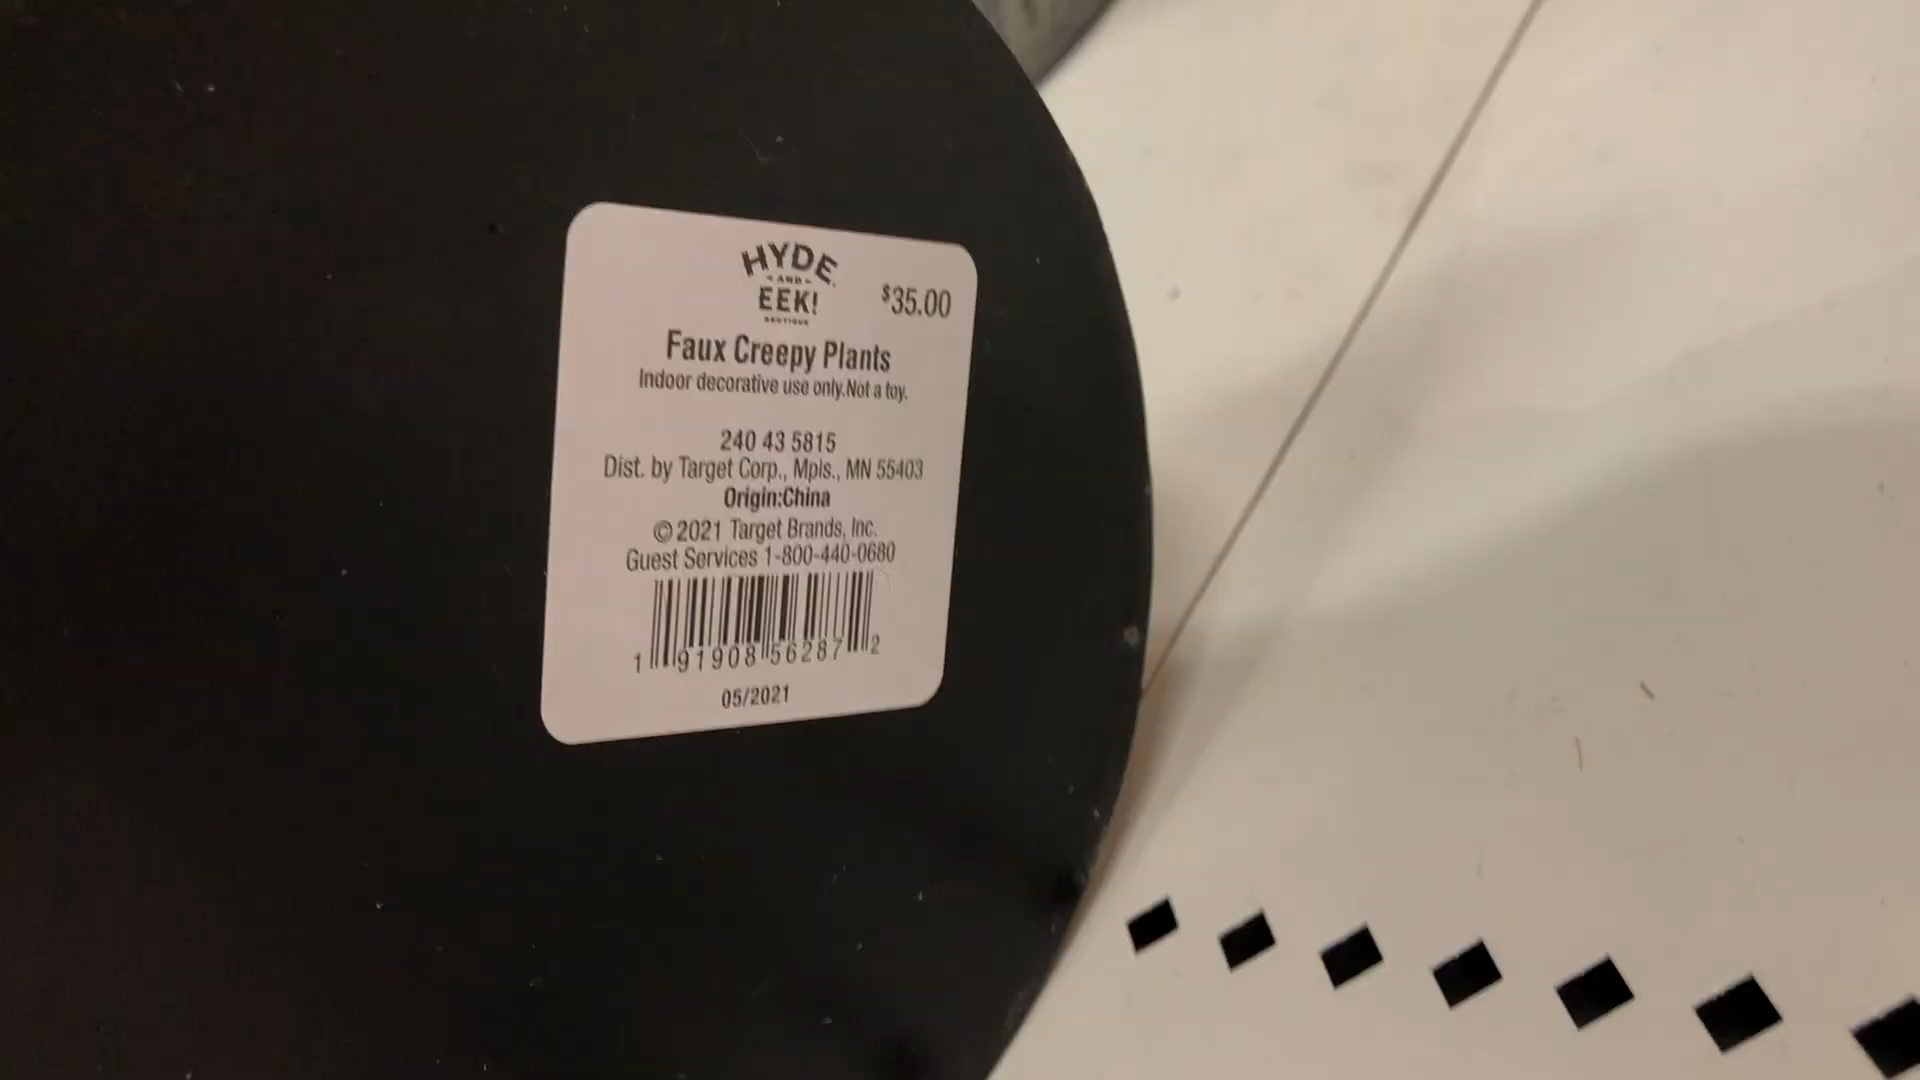 HYDE
AND
EEK!
BOUTIQUE
$35.00
Faux Creepy Plants
Indoor decorative use only.Not a toy.
240 43 5815
Dist. by Target Corp., Mpls., MN 55403
Origin:China
© 2021 Target Brands, Inc.
Guest Services 1-800-440-0680
1 91908 56287 2
05/2021